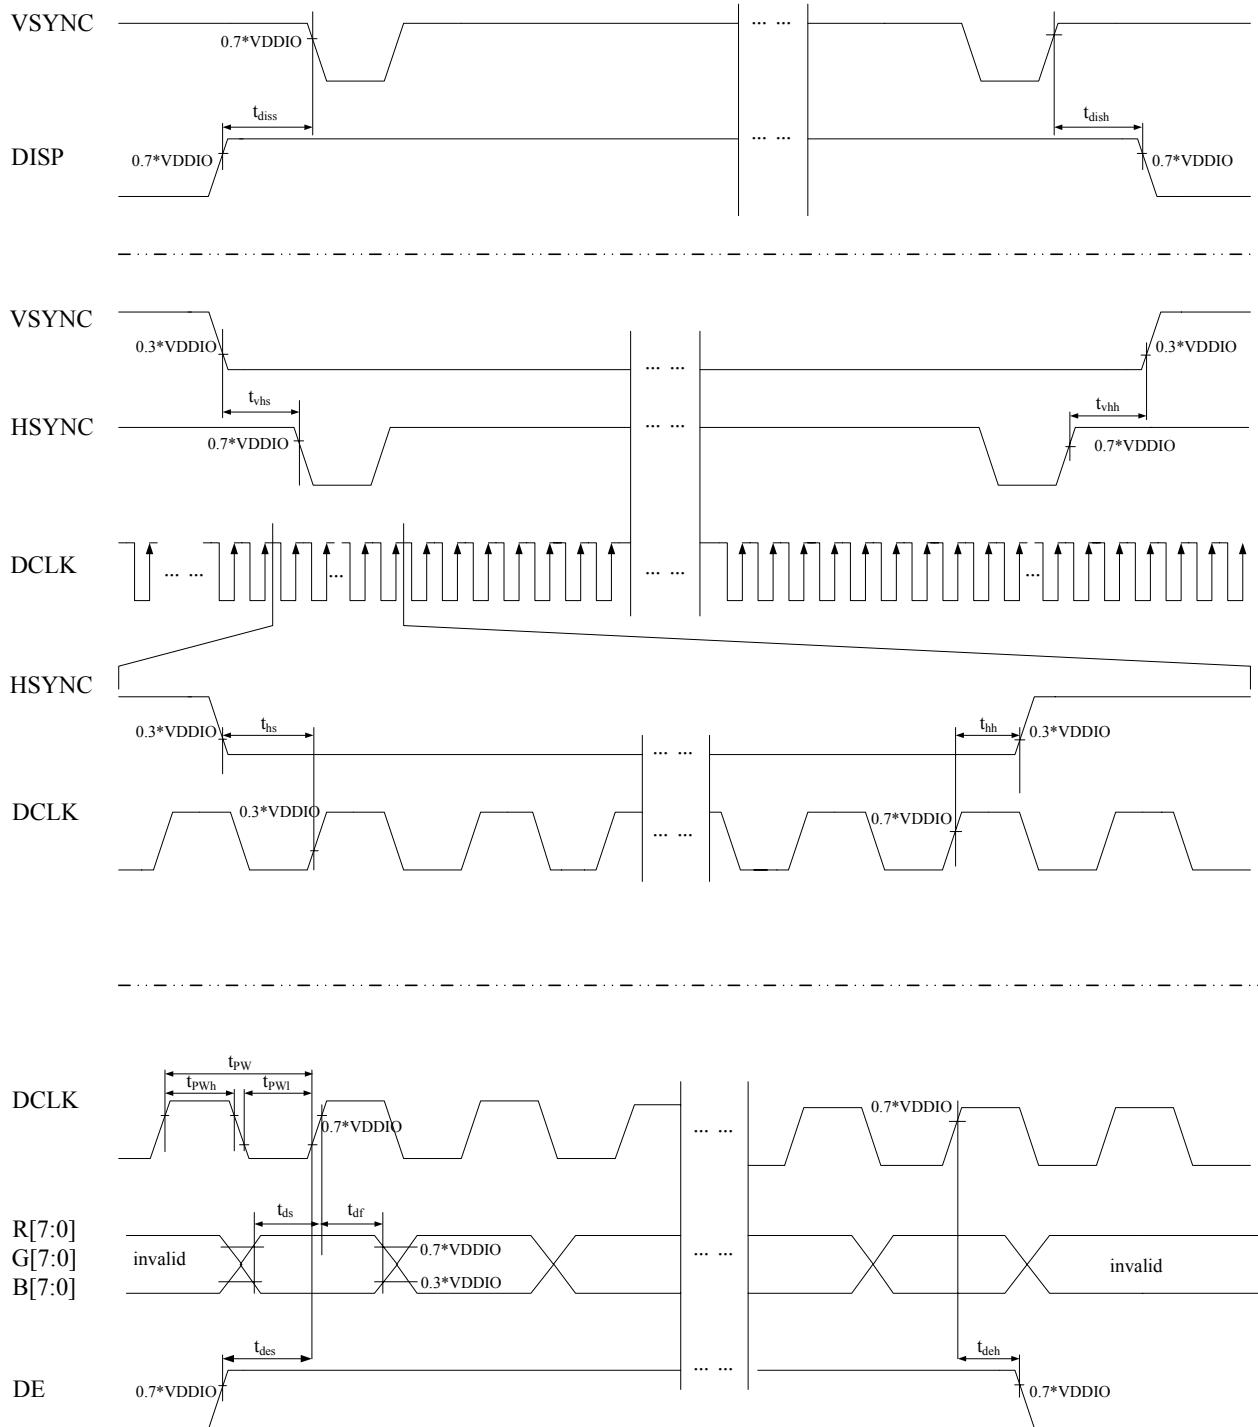 VSYNC
... ...
0.7*VDDIO
t_diss
t_dish
... ...
DISP
0.7*VDDIO
0.7*VDDIO
VSYNC
0.3*VDDIO
0.3*VDDIO
... ...
t_vhs
t_vhh
HSYNC
... ...
0.7*VDDIO
0.7*VDDIO
DCLK
... ...
...
... ...
...
HSYNC
0.3*VDDIO
t_hs
t_hh
0.3*VDDIO
... ...
DCLK
0.3*VDDIO
0.7*VDDIO
... ...
t_PW
t_PWh
t_PWl
DCLK
0.7*VDDIO
0.7*VDDIO
... ...
t_ds
t_df
R[7:0]
G[7:0]
B[7:0]
invalid
0.7*VDDIO
0.3*VDDIO
... ...
invalid
t_des
t_deh
... ...
DE
0.7*VDDIO
0.7*VDDIO